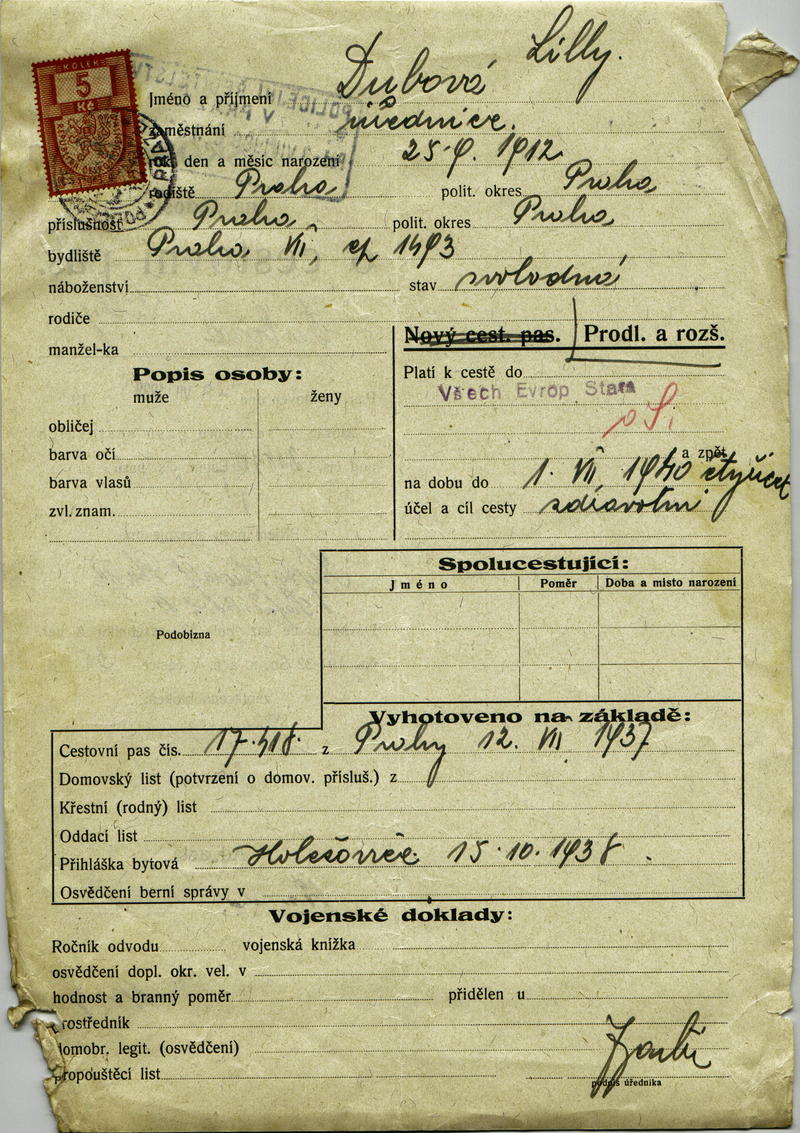 KOLEK
5
Kč
Dubová Lilly.
Jméno a příjmení
zaměstnání úřednice.
rok, den a měsíc narození 25. 9. 1912
rodiště Praha polit. okres Praha
příslušnost Praha polit. okres Praha
bydliště Praha VII, čp 1493
náboženství stav svobodná
rodiče
manžel-ka
Nový cest. pas. Prodl. a rozš.
Popis osoby:
muže ženy
obličej
barva očí
barva vlasů
zvl. znam.
Platí k cestě do
Všech Evrop Států
a zpět
na dobu do 1. VII. 1940 čtyřicet
účel a cíl cesty zdravotní
Spolucestující:
Jméno Poměr Doba a místo narození
Podobizna
Vyhotoveno na základě:
Cestovní pas čís. z Prahy 12. VII 1937
Domovský list (potvrzení o domov. přísluš.) z
Křestní (rodný) list
Oddací list
Přihláška bytová Holešovice 15. 10. 1938.
Osvědčení berní správy v
Vojenské doklady:
Ročník odvodu vojenská knížka
osvědčení dopl. okr. vel. v
hodnost a branný poměr přidělen u
prostředník
domobr. legit. (osvědčení)
propouštěcí list
podpis úředníka